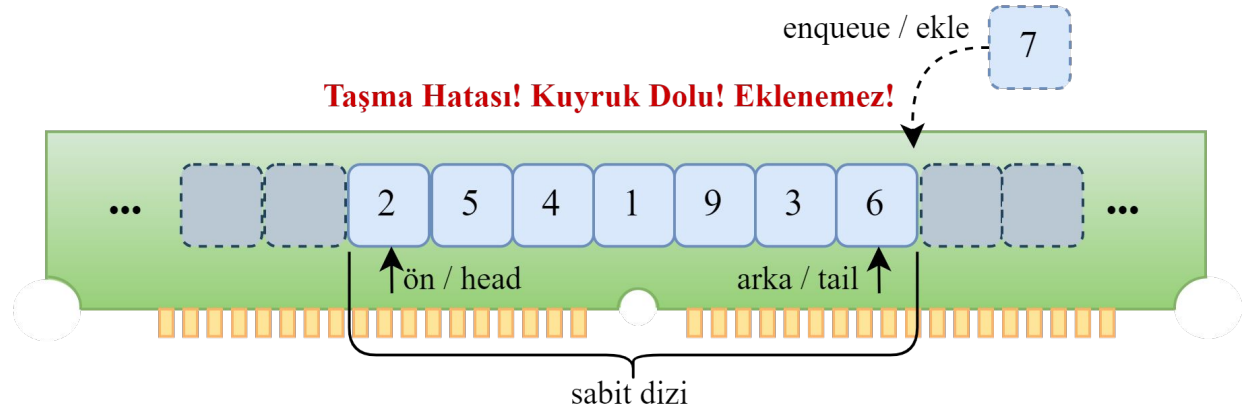 enqueue / ekle
7
Taşma Hatası! Kuyruk Dolu! Eklenemez!
... 2 5 4 1 9 3 6 ...
ön / head
arka / tail
sabit dizi